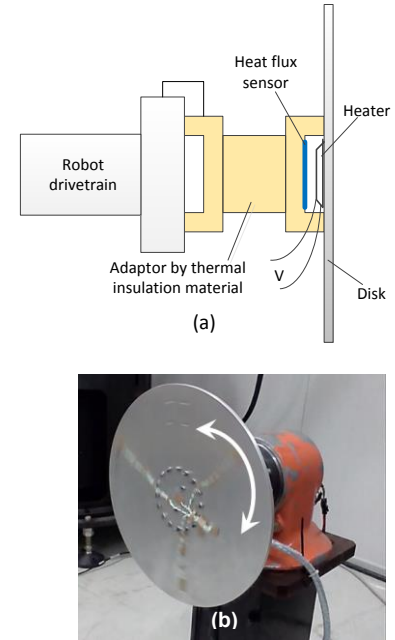 Heat flux
sensor
Heater
Robot
drivetrain
Adaptor by thermal
insulation material
V
Disk
(a)
(b)